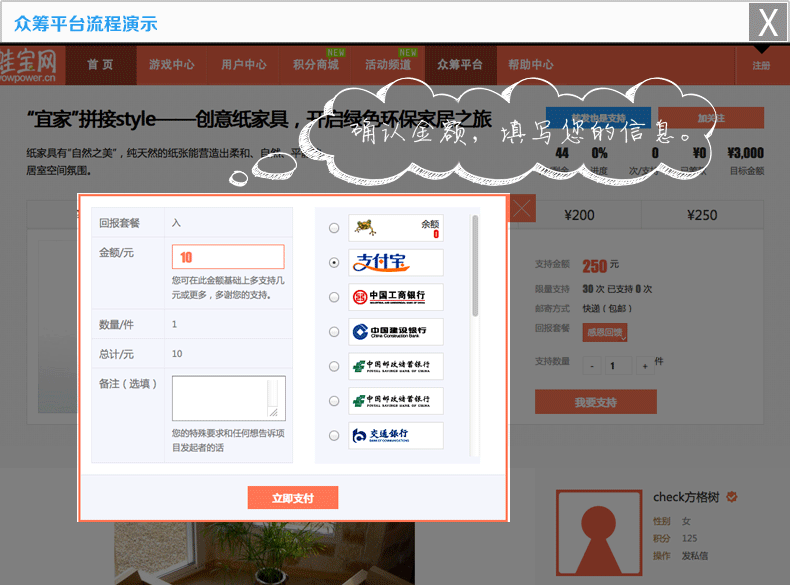 众筹平台流程演示
X
胜宝网
vowpower.cn
首 页
游戏中心
用户中心
积分商城
NEW
活动频道
NEW
众筹平台
帮助中心
注册
“宜家”拼接style——创意纸家具，开启绿色环保家居之旅
加关注
纸家具有“自然之美”，纯天然的纸张能营造出柔和、自然、平
居室空间氛围。
确认金额，填写您的信息。
44
0%
0
¥0
¥3,000
进度
目标金额
¥200
¥250
回报套餐
入
金额/元
10
您可在此金额基础上多支持几
元或更多，多谢您的支持。
数量/件
1
总计/元
10
备注（选填）
您的特殊要求和任何想告诉项
目发起者的话
余额
0
支付宝
中国工商银行
中国建设银行
China Construction Bank
中国邮政储蓄银行
POSTAL SAVINGS BANK OF CHINA
中国邮政储蓄银行
POSTAL SAVINGS BANK OF CHINA
交通银行
BANK OF COMMUNICATIONS
立即支付
支持金额
250元
限量支持
30 次 已支持 0 次
邮寄方式
快递（包邮）
回报套餐
感恩回馈
支持数量
-
1
+
件
我要支持
check方格树
性别 女
积分 125
操作 发私信